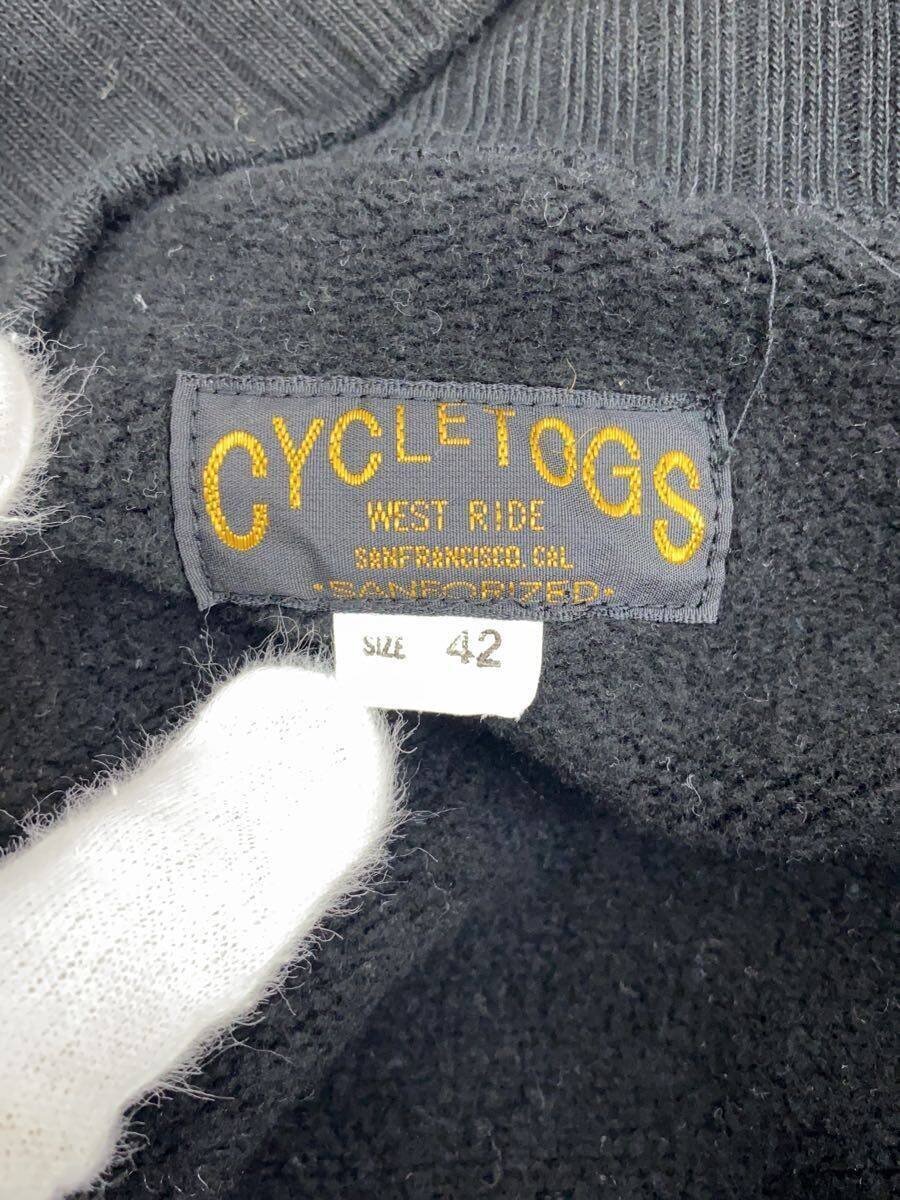 CYCLETOGS
WEST RIDE
SANFRANCISCO. CAL
•SANFORIZED•
SIZE 42